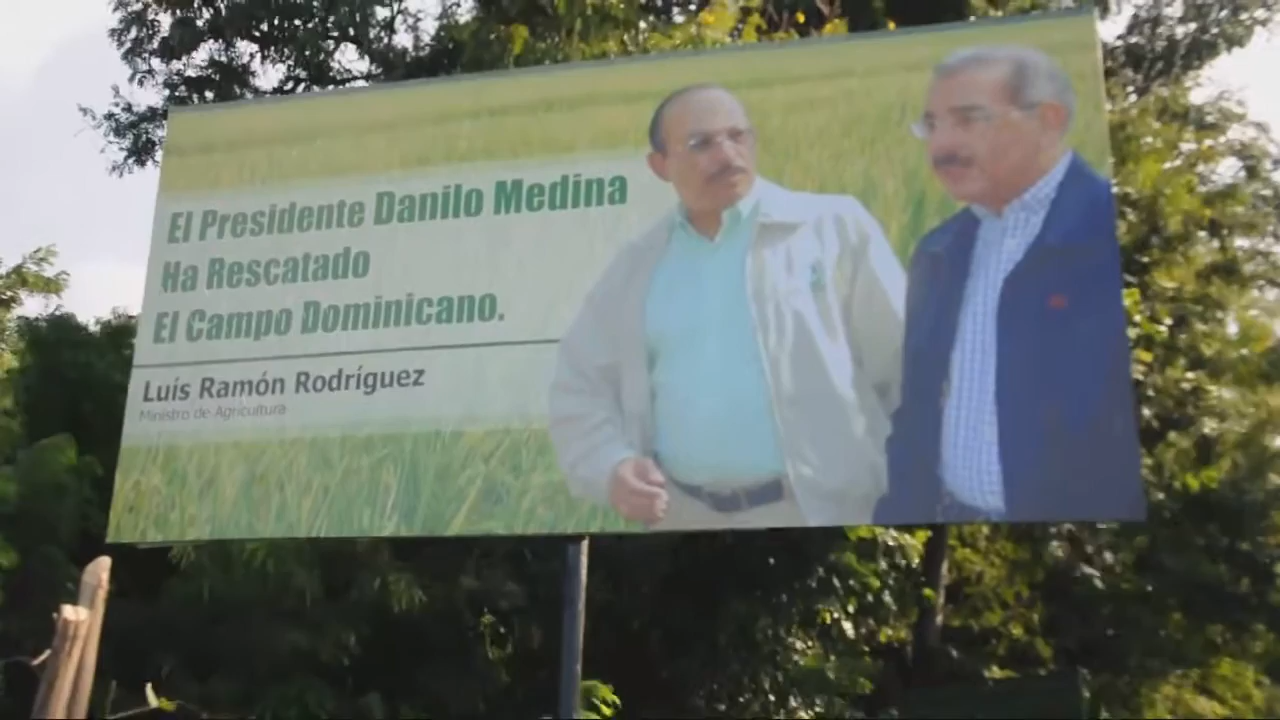 El Presidente Danilo Medina
Ha Rescatado
El Campo Dominicano.
Luís Ramón Rodríguez
Ministro de Agricultura